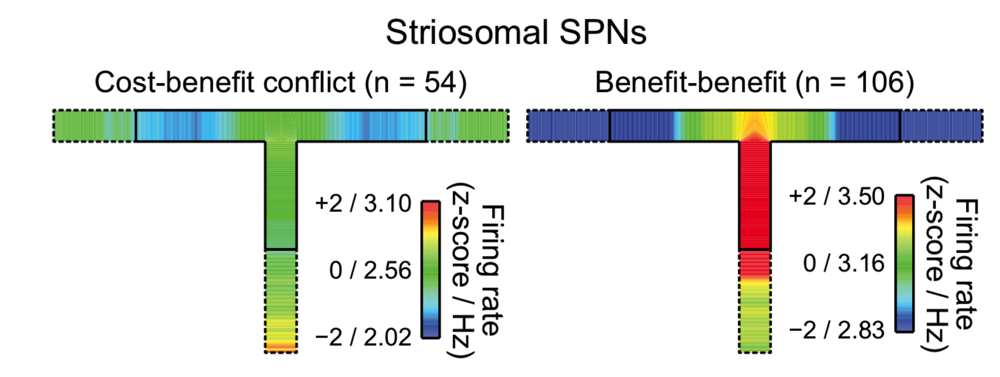 Striosomal SPNs
Cost-benefit conflict (n = 54)
+2 / 3.10
0 / 2.56
−2 / 2.02
Firing rate
(z-score / Hz)
Benefit-benefit (n = 106)
+2 / 3.50
0 / 3.16
−2 / 2.83
Firing rate
(z-score / Hz)